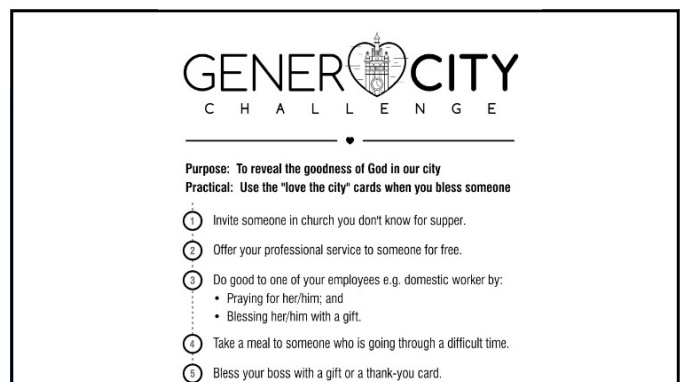 GENEROCITY
CHALLENGE
Purpose: To reveal the goodness of God in our city
Practical: Use the "love the city" cards when you bless someone
1 Invite someone in church you don't know for supper.
2 Offer your professional service to someone for free.
3 Do good to one of your employees e.g. domestic worker by:
• Praying for her/him; and
• Blessing her/him with a gift.
4 Take a meal to someone who is going through a difficult time.
5 Bless your boss with a gift or a thank-you card.